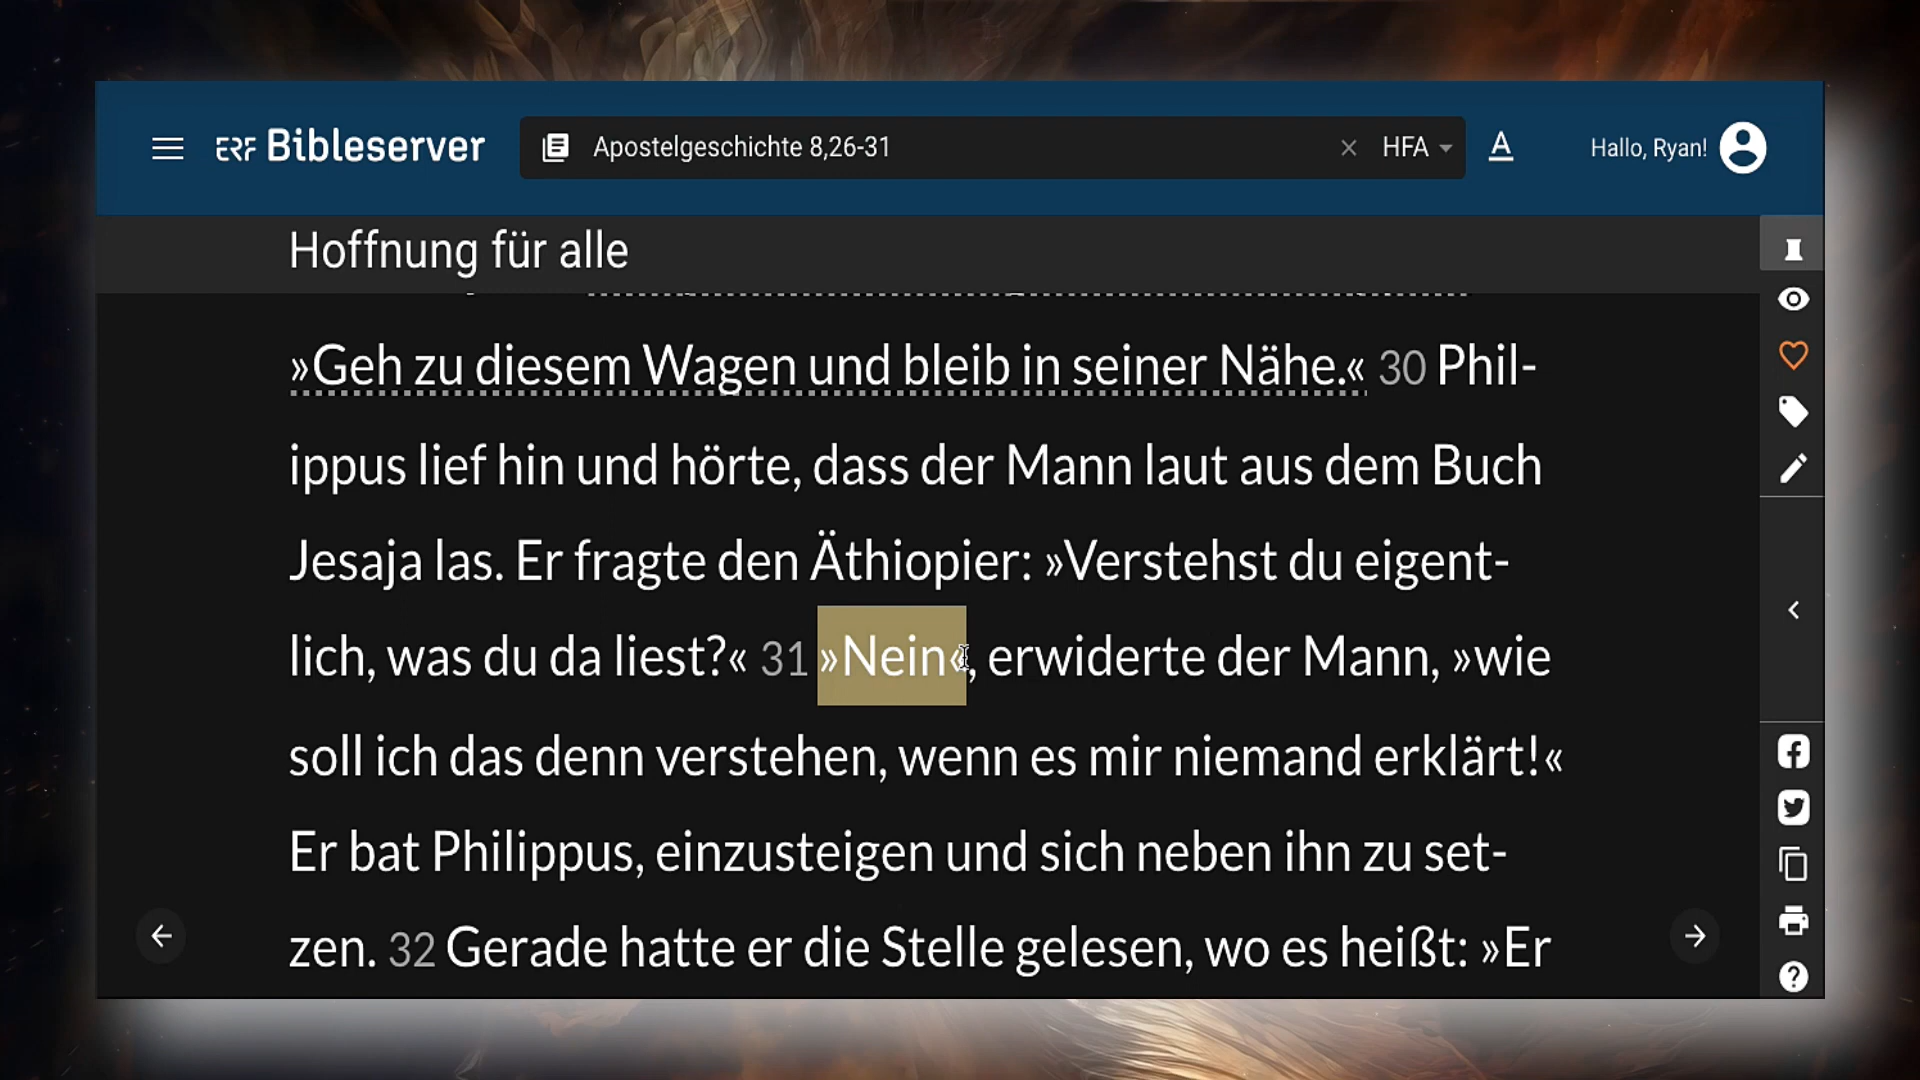 ERF Bibleserver
Apostelgeschichte 8,26-31
HFA
A
Hallo, Ryan!
Hoffnung für alle
»Geh zu diesem Wagen und bleib in seiner Nähe.« 30 Phil-
ippus lief hin und hörte, dass der Mann laut aus dem Buch
Jesaja las. Er fragte den Äthiopier: »Verstehst du eigent-
lich, was du da liest?« 31 »Nein«, erwiderte der Mann, »wie
soll ich das denn verstehen, wenn es mir niemand erklärt!«
Er bat Philippus, einzusteigen und sich neben ihn zu set-
zen. 32 Gerade hatte er die Stelle gelesen, wo es heißt: »Er